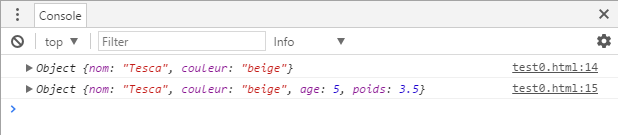 Console
top Filter Info
Object {nom: "Tesca", couleur: "beige"} test0.html:14
Object {nom: "Tesca", couleur: "beige", age: 5, poids: 3.5} test0.html:15